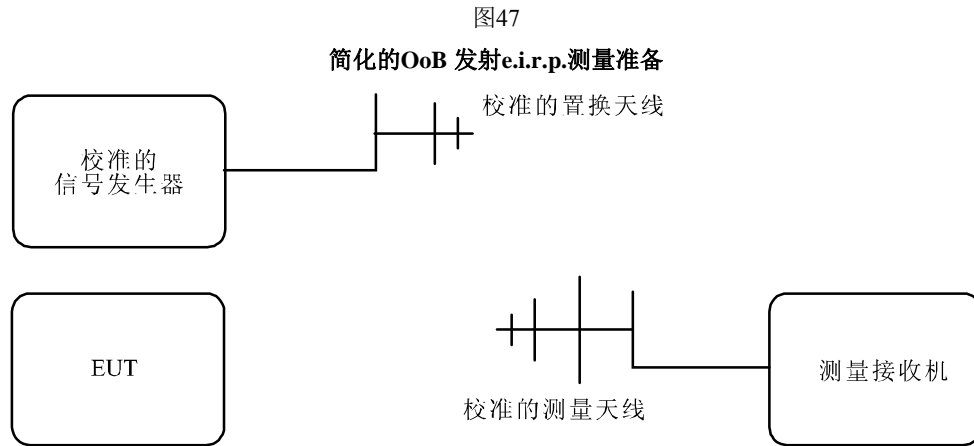 图47
简化的OoB 发射e.i.r.p.测量准备
校准的置换天线
校准的
信号发生器
EUT
校准的测量天线
测量接收机